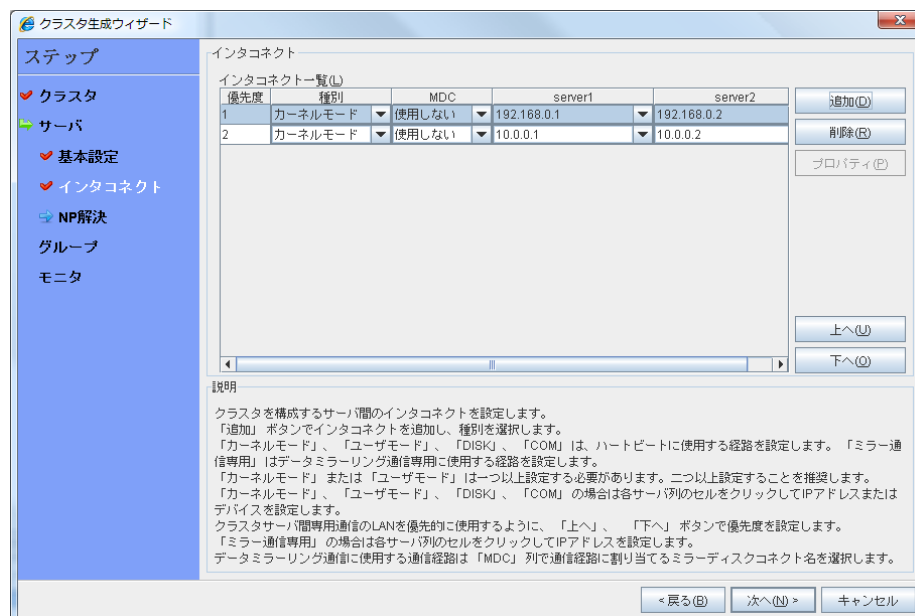 クラスタ生成ウィザード
ステップ
クラスタ
サーバ
基本設定
インタコネクト
NP解決
グループ
モニタ
インタコネクト
インタコネクト一覧(L)
優先度 種別 MDC server1 server2
1 カーネルモード 使用しない 192.168.0.1 192.168.0.2
2 カーネルモード 使用しない 10.0.0.1 10.0.0.2
追加(D)
削除(R)
プロパティ(P)
上へ(U)
下へ(O)
説明
クラスタを構成するサーバ間のインタコネクトを設定します。
「追加」 ボタンでインタコネクトを追加し、種別を選択します。
「カーネルモード」、 「ユーザモード」、 「DISK」、 「COM」 は、ハートビートに使用する経路を設定します。 「ミラー通
信専用」 はデータミラーリング通信専用に使用する経路を設定します。
「カーネルモード」 または 「ユーザモード」 は一つ以上設定する必要があります。二つ以上設定することを推奨します。
「カーネルモード」、 「ユーザモード」、 「DISK」、 「COM」 の場合は各サーバ列のセルをクリックしてIPアドレスまたは
デバイスを設定します。
クラスタサーバ間専用通信のLANを優先的に使用するように、 「上へ」、 「下へ」 ボタンで優先度を設定します。
「ミラー通信専用」 の場合は各サーバ列のセルをクリックしてIPアドレスを設定します。
データミラーリング通信に使用する通信経路は 「MDC」 列で通信経路に割り当てるミラーディスクコネクト名を選択します。
<戻る(B) 次へ(N) > キャンセル